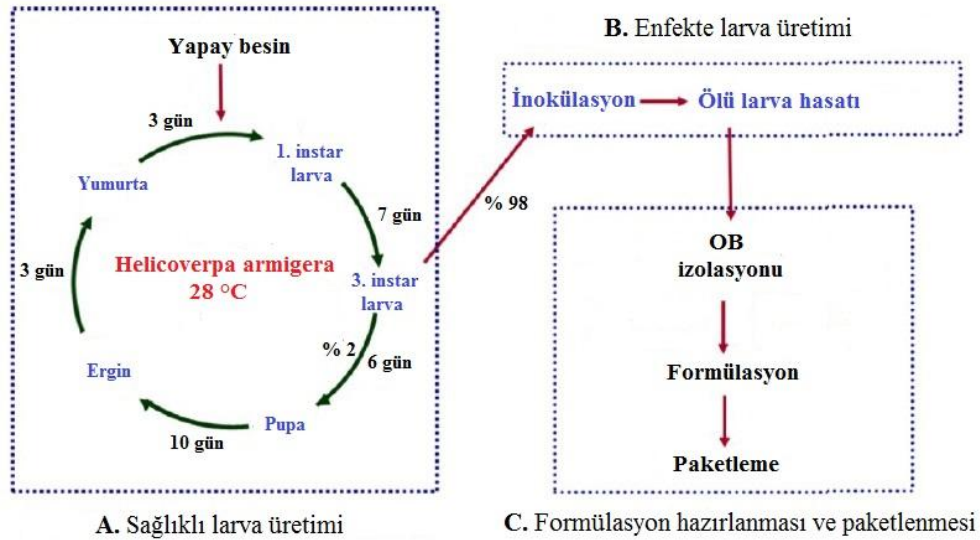 Yapay besin
3 gün
1. instar
larva
Yumurta
7 gün
3 gün
Helicoverpa armigera
28 °C
3. instar
larva
% 2
6 gün
Ergin
Pupa
10 gün
A. Sağlıklı larva üretimi
B. Enfekte larva üretimi
İnokülasyon
Ölü larva hasatı
% 98
OB
izolasyonu
Formülasyon
Paketleme
C. Formülasyon hazırlanması ve paketlenmesi